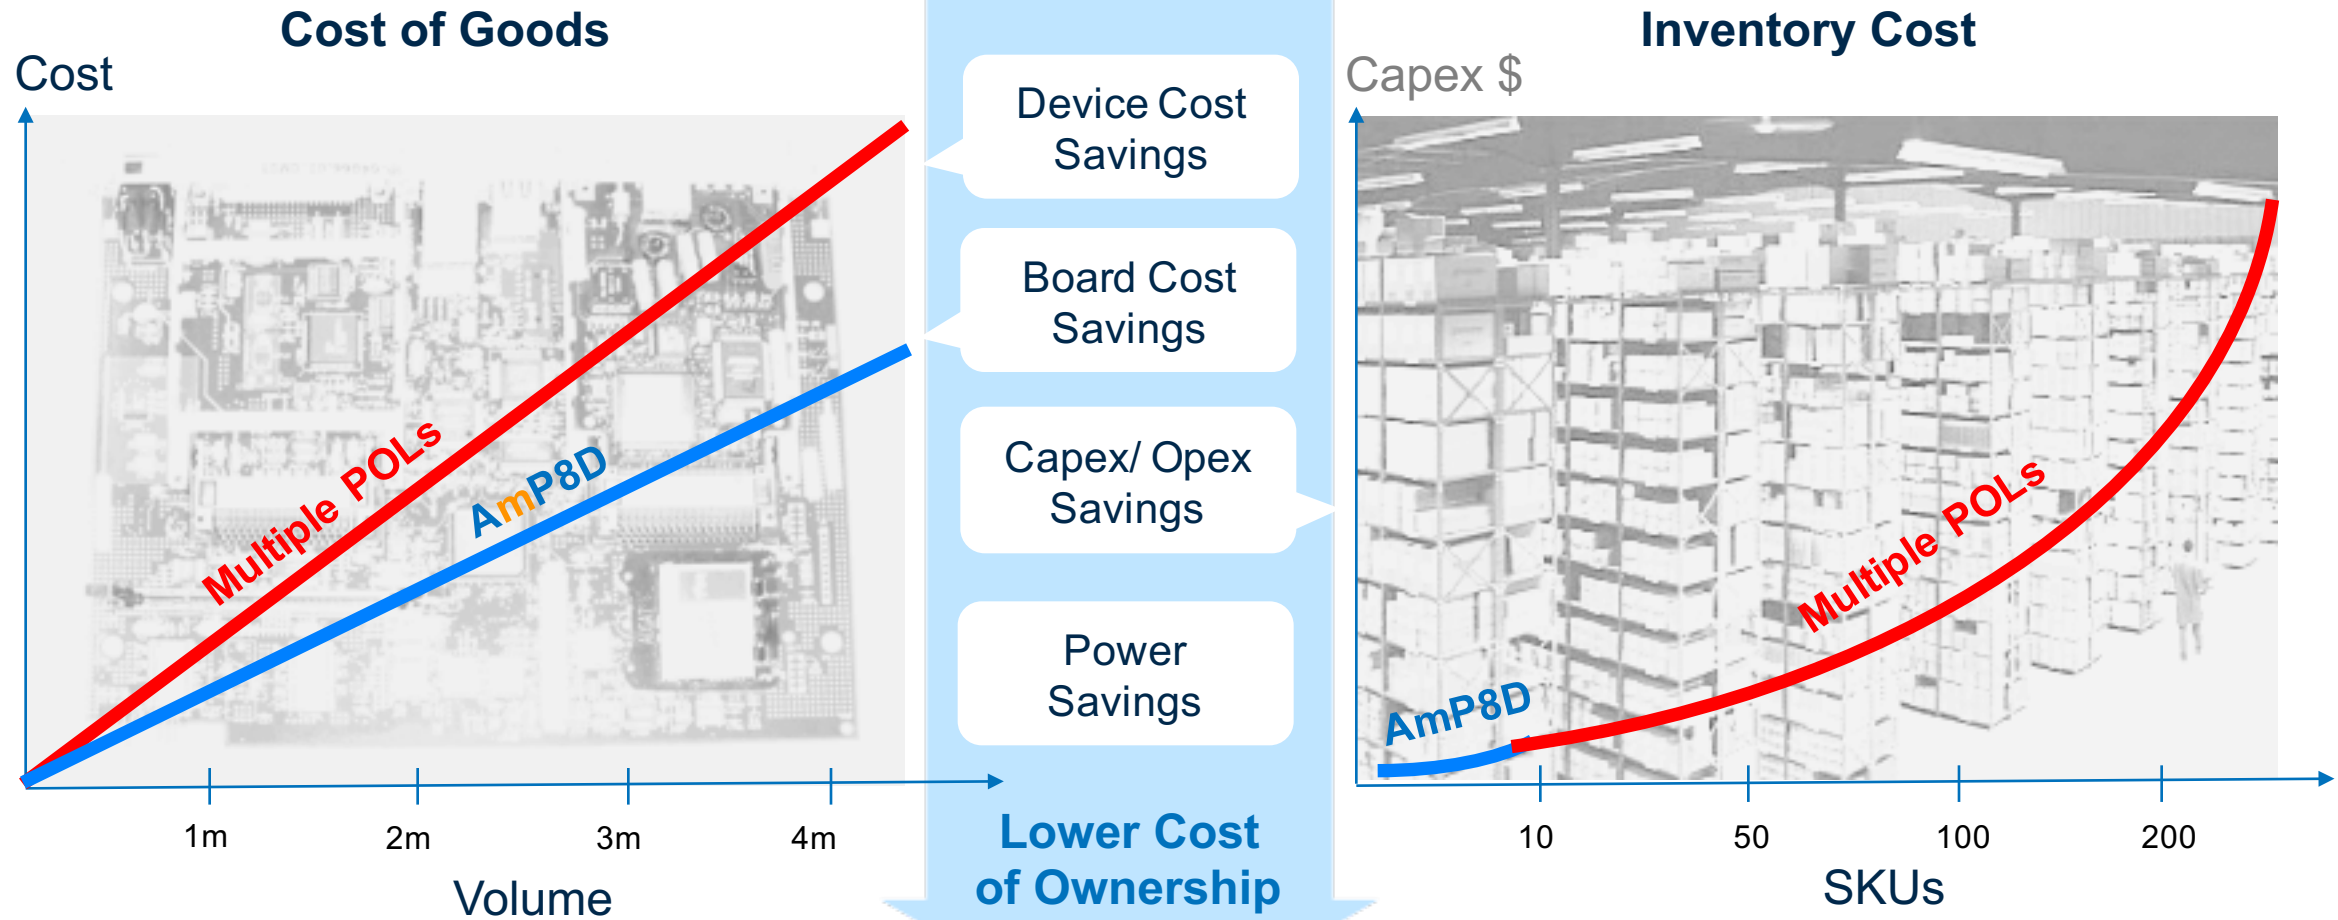 Cost of Goods
Cost
Multiple POLs
AmP8D
1m
2m
3m
4m
Volume
Device Cost
Savings
Board Cost
Savings
Capex/ Opex
Savings
Power
Savings
Lower Cost
of Ownership
Inventory Cost
Capex $
AmP8D
Multiple POLs
10
50
100
200
SKUs